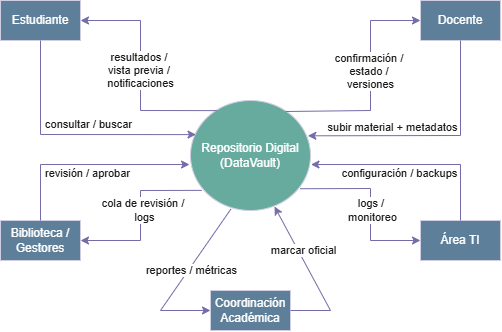 Estudiante
Docente
resultados /
vista previa /
notificaciones
confirmación /
estado /
versiones
consultar / buscar
subir material + metadatos
Repositorio Digital
(DataVault)
revisión / aprobar
configuración / backups
cola de revisión /
logs
logs /
monitoreo
Biblioteca /
Gestores
Área TI
marcar oficial
reportes / métricas
Coordinación
Académica